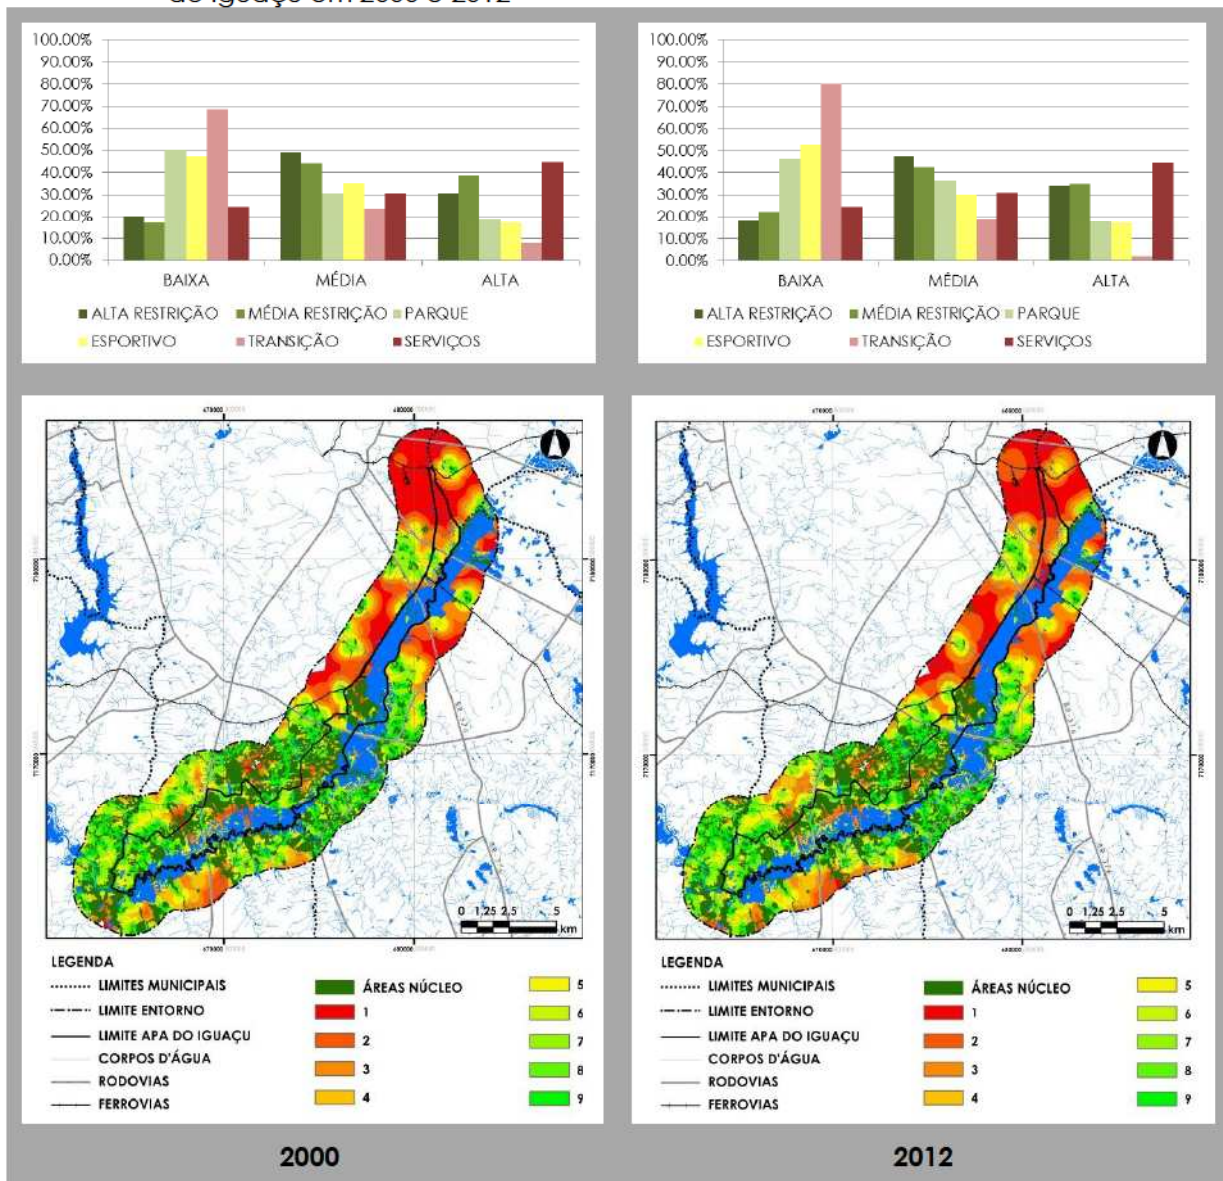 do Iguaçu em 2000 e 2012
100.00%
90.00%
80.00%
70.00%
60.00%
50.00%
40.00%
30.00%
20.00%
10.00%
0.00%
BAIXA MÉDIA ALTA
ALTA RESTRIÇÃO MÉDIA RESTRIÇÃO PARQUE
ESPORTIVO TRANSIÇÃO SERVIÇOS
100.00%
90.00%
80.00%
70.00%
60.00%
50.00%
40.00%
30.00%
20.00%
10.00%
0.00%
BAIXA MÉDIA ALTA
ALTA RESTRIÇÃO MÉDIA RESTRIÇÃO PARQUE
ESPORTIVO TRANSIÇÃO SERVIÇOS
0 1,25 2,5 5
km
LEGENDA
LIMITES MUNICIPAIS
LIMITE ENTORNO
LIMITE APA DO IGUAÇU
CORPOS D'ÁGUA
RODOVIAS
FERROVIAS
ÁREAS NÚCLEO
1
2
3
4
5
6
7
8
9
2000
0 1,25 2,5 5
km
LEGENDA
LIMITES MUNICIPAIS
LIMITE ENTORNO
LIMITE APA DO IGUAÇU
CORPOS D'ÁGUA
RODOVIAS
FERROVIAS
ÁREAS NÚCLEO
1
2
3
4
5
6
7
8
9
2012